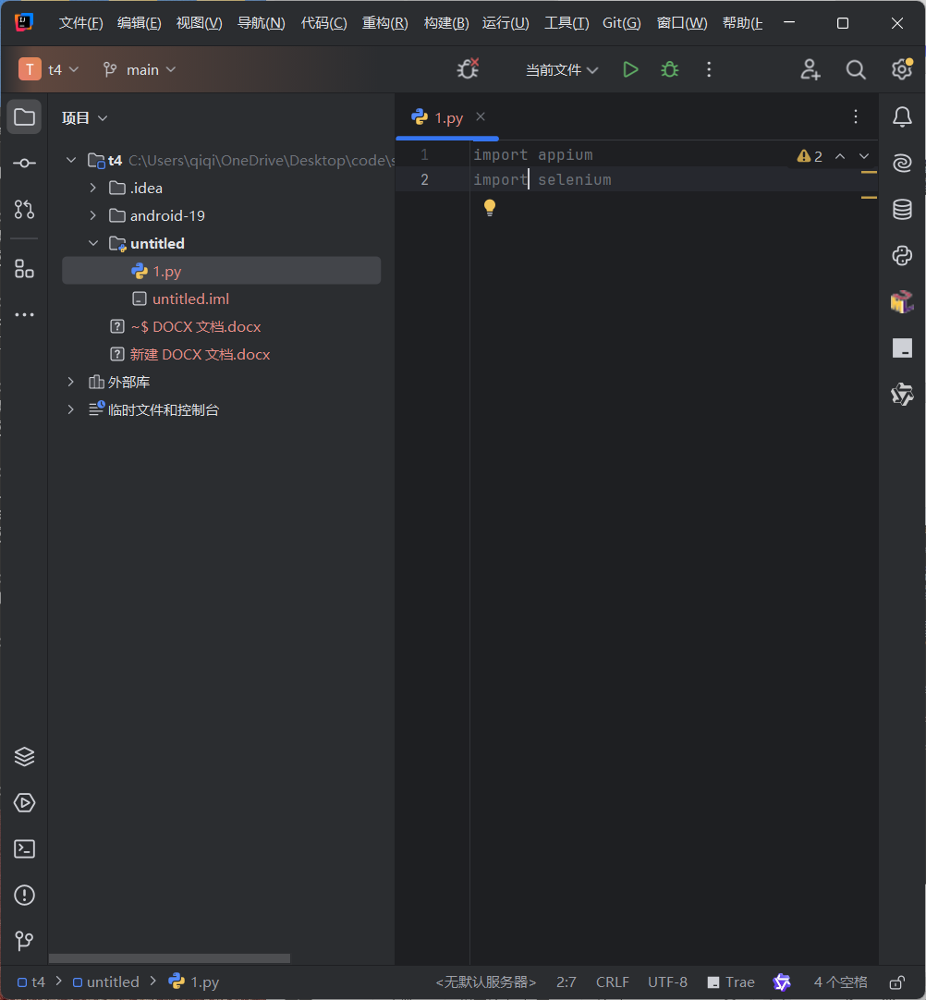 文件(F) 编辑(E) 视图(V) 导航(N) 代码(C) 重构(R) 构建(B) 运行(U) 工具(T) Git(G) 窗口(W) 帮助(H
T t4 main 当前文件
项目
1.py
t4 C:\Users\qiqi\OneDrive\Desktop\code\s
.idea
android-19
untitled
1.py
untitled.iml
~$ DOCX 文档.docx
新建 DOCX 文档.docx
外部库
临时文件和控制台
1 import appium 2
2 import selenium
t4 untitled 1.py <无默认服务器> 2:7 CRLF UTF-8 Trae 4 个空格